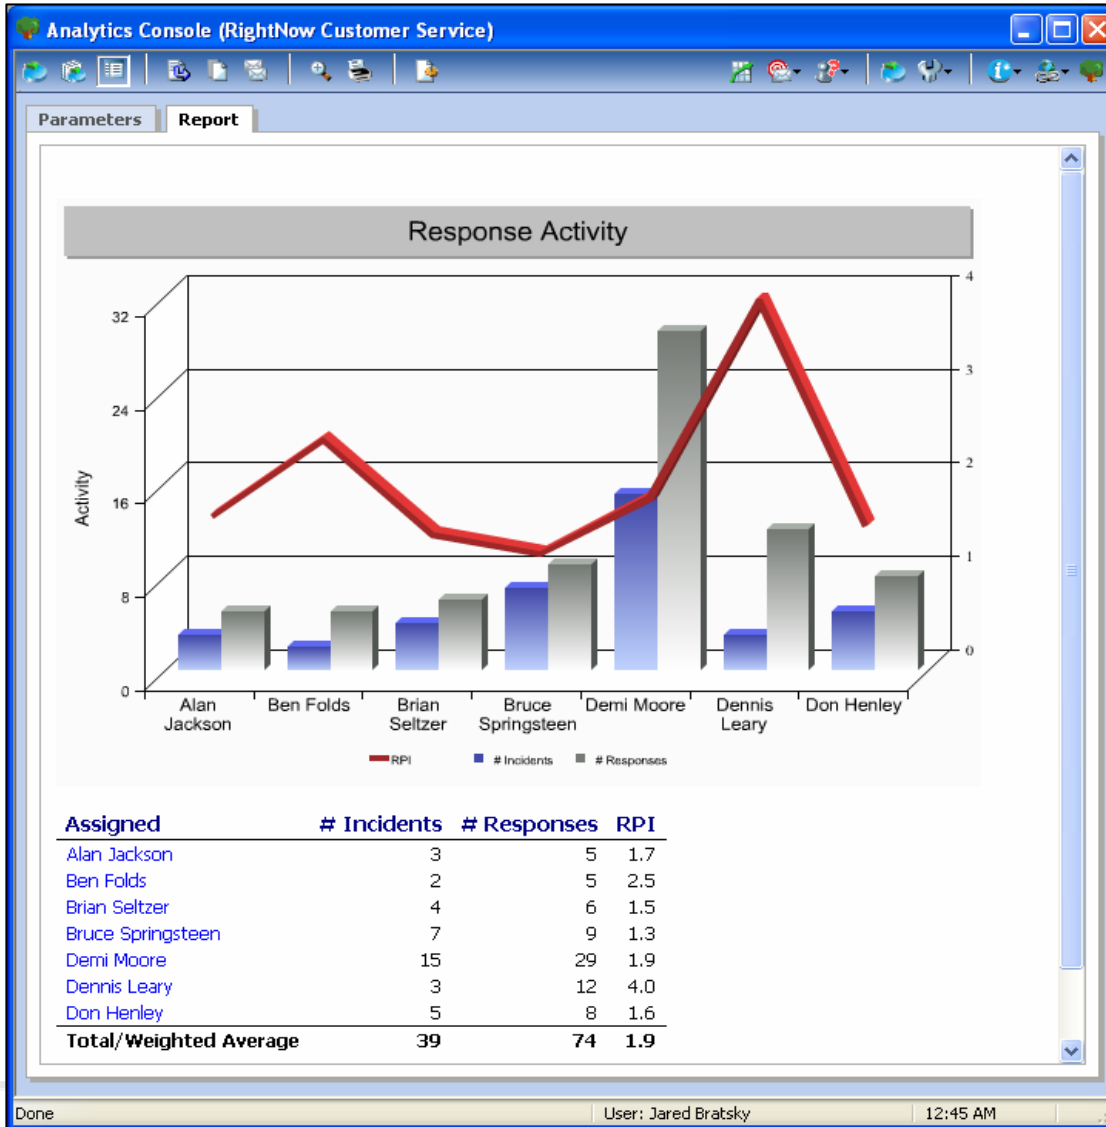 Analytics Console (RightNow Customer Service)
Parameters Report
Response Activity
Activity
32
24
16
8
0
4
3
2
1
0
Alan Jackson
Ben Folds
Brian Seltzer
Bruce Springsteen
Demi Moore
Dennis Leary
Don Henley
RPI # Incidents # Responses
Assigned # Incidents # Responses RPI
Alan Jackson 3 5 1.7
Ben Folds 2 5 2.5
Brian Seltzer 4 6 1.5
Bruce Springsteen 7 9 1.3
Demi Moore 15 29 1.9
Dennis Leary 3 12 4.0
Don Henley 5 8 1.6
Total/Weighted Average 39 74 1.9
Done User: Jared Bratsky 12:45 AM